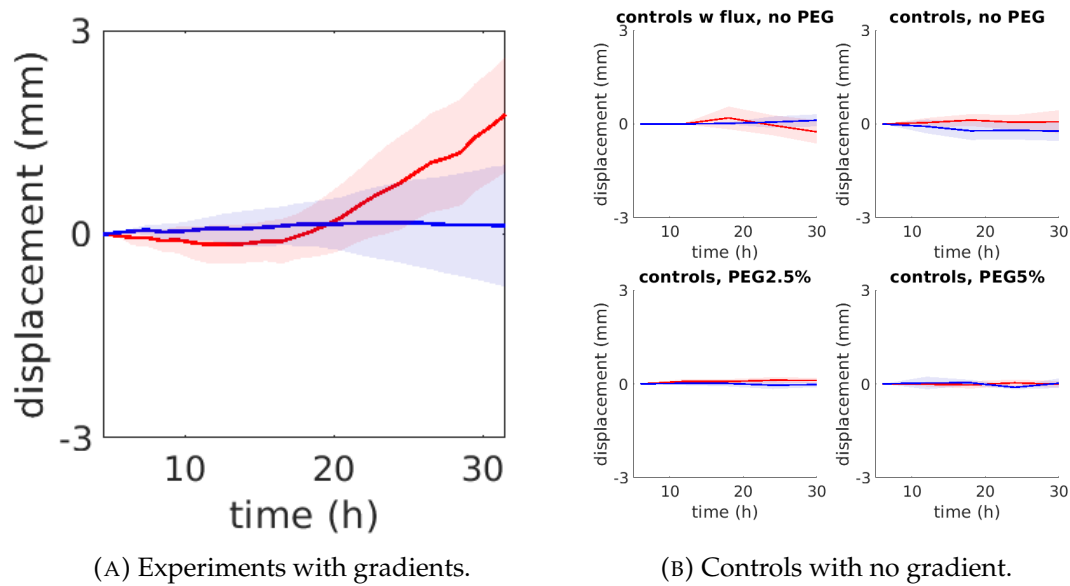 3
0
-3
displacement (mm)
10 20 30
time (h)
(A) Experiments with gradients.
controls w flux, no PEG
3
0
-3
displacement (mm)
10 20 30
time (h)
controls, no PEG
3
0
-3
displacement (mm)
10 20 30
time (h)
controls, PEG2.5%
3
0
-3
displacement (mm)
10 20 30
time (h)
controls, PEG5%
3
0
-3
displacement (mm)
10 20 30
time (h)
(B) Controls with no gradient.